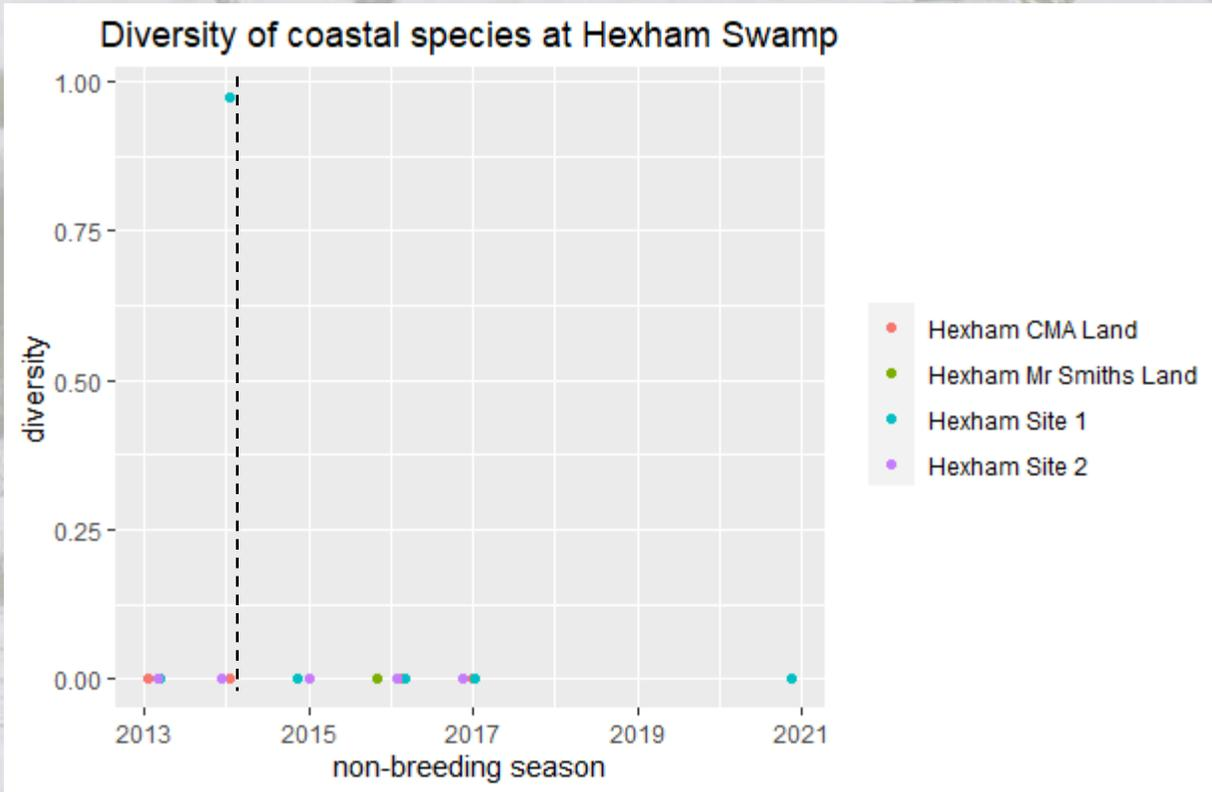 Diversity of coastal species at Hexham Swamp
1.00
0.75
0.50
0.25
0.00
diversity
2013 2015 2017 2019 2021
non-breeding season
Hexham CMA Land
Hexham Mr Smiths Land
Hexham Site 1
Hexham Site 2